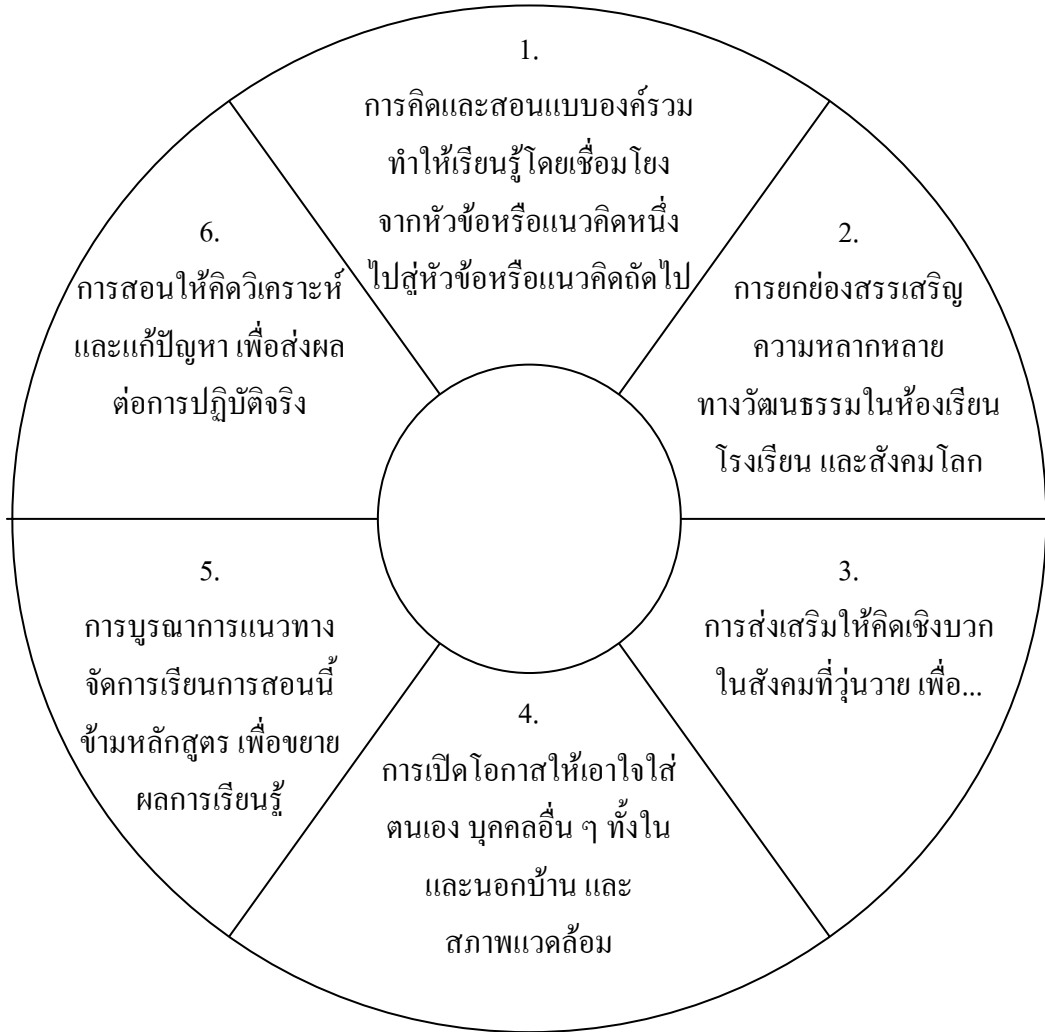 1.
การคิดและสอนแบบองค์รวม
ทำให้เรียนรู้โดยเชื่อมโยง
จากหัวข้อหรือแนวคิดหนึ่ง
ไปสู่หัวข้อหรือแนวคิดถัดไป
2.
การยกย่องสรรเสริญ
ความหลากหลาย
ทางวัฒนธรรมในห้องเรียน
โรงเรียน และสังคมโลก
3.
การส่งเสริมให้คิดเชิงบวก
ในสังคมที่วุ่นวาย เพื่อ...
4.
การเปิดโอกาสให้เอาใจใส่
ตนเอง บุคคลอื่น ๆ ทั้งใน
และนอกบ้าน และ
สภาพแวดล้อม
5.
การบูรณาการแนวทาง
จัดการเรียนการสอนนี้
ข้ามหลักสูตร เพื่อขยาย
ผลการเรียนรู้
6.
การสอนให้คิดวิเคราะห์
และแก้ปัญหา เพื่อส่งผล
ต่อการปฏิบัติจริง